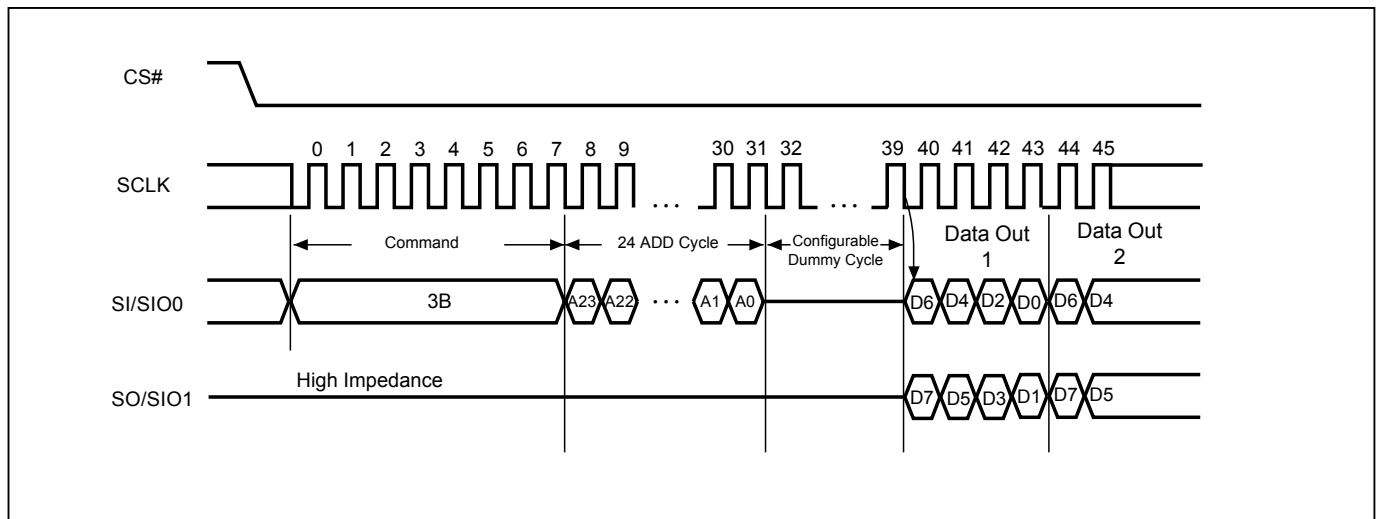 CS#
0 1 2 3 4 5 6 7 8 9 30 31 32 39 40 41 42 43 44 45
SCLK
... ...
Command 24 ADD Cycle Configurable Dummy Cycle Data Out 1 Data Out 2
SI/SIO0 3B A23 A22 ... A1 A0 D6 D4 D2 D0 D6 D4
High Impedance
SO/SIO1 D7 D5 D3 D1 D7 D5